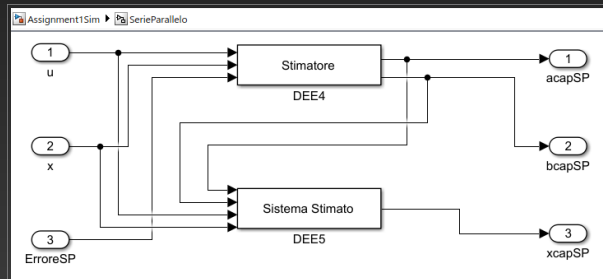 Assignment1Sim SerieParallelo
1
u
Stimatore
DEE4
1
acapSP
2
x
2
bcapSP
Sistema Stimato
DEE5
3
ErroreSP
3
xcapSP